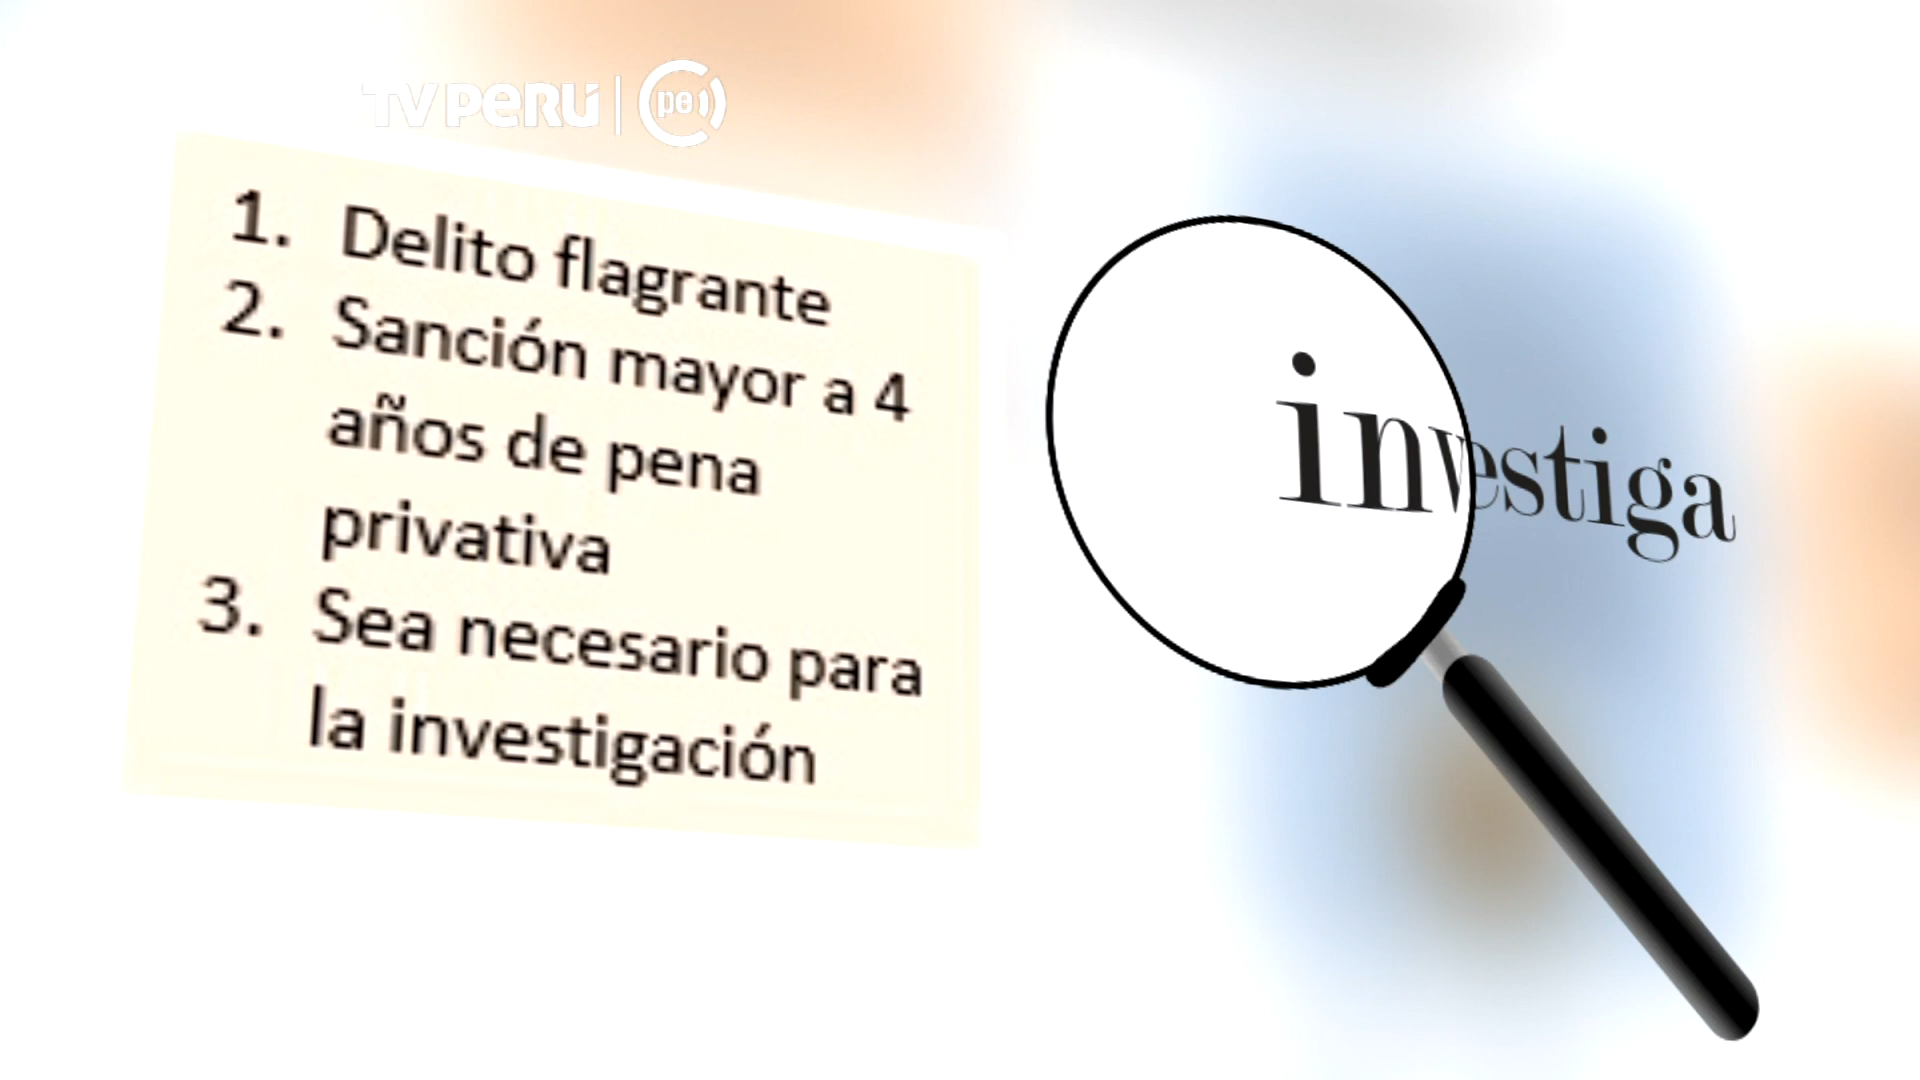 TVPERÚ | pe
1. Delito flagrante
2. Sanción mayor a 4
años de pena
privativa
3. Sea necesario para
la investigación
investiga